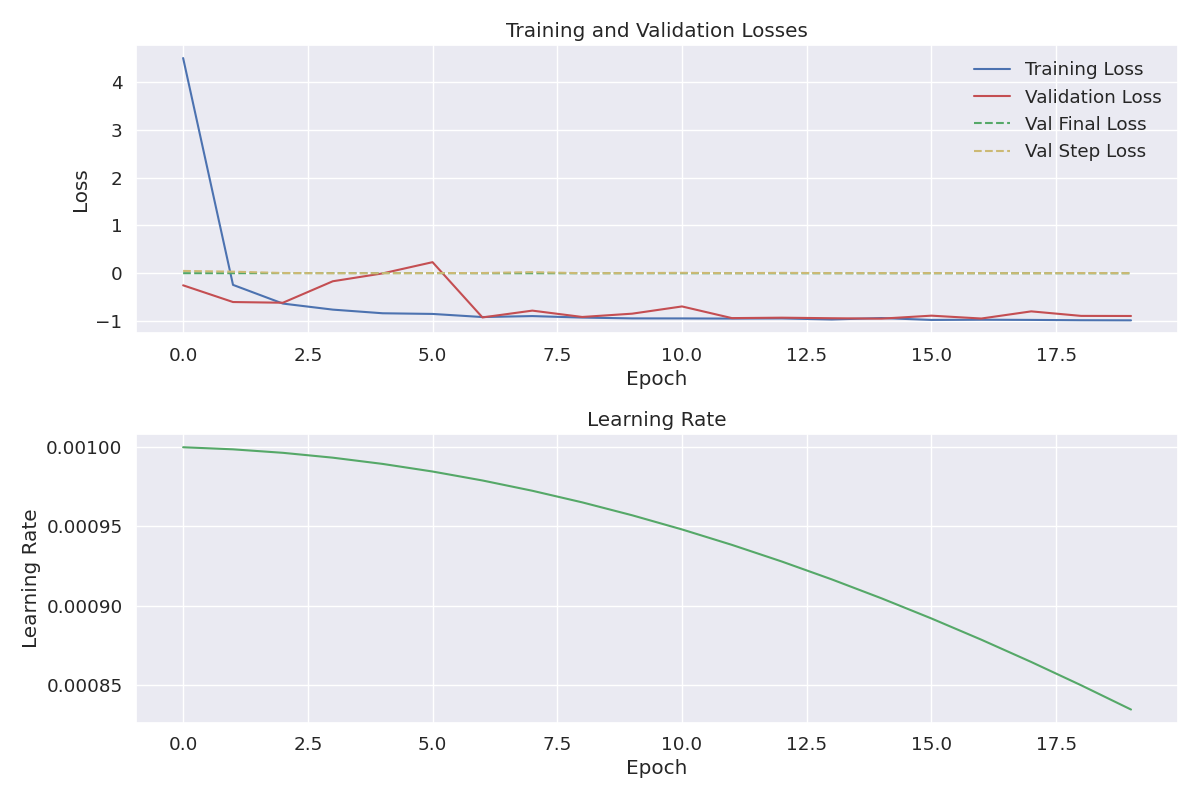 Training and Validation Losses
Loss
4
3
2
1
0
−1
Training Loss
Validation Loss
Val Final Loss
Val Step Loss
0.0 2.5 5.0 7.5 10.0 12.5 15.0 17.5
Epoch
Learning Rate
Learning Rate
0.00100
0.00095
0.00090
0.00085
0.0 2.5 5.0 7.5 10.0 12.5 15.0 17.5
Epoch